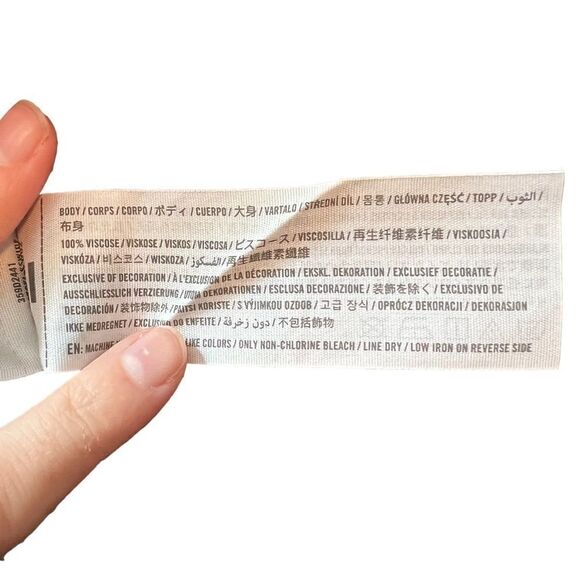 BODY / CORPS / CORPO / ボディ / CUERPO / 大身 / VARTALO / STŘEDNÍ DÍL / 몸통 / GŁÓWNA CZĘŚĆ / TOPP / الثوب /
布身
100% VISCOSE / VISKOSE / VISKOS / VISCOSA / ビスコース / VISCOSILLA / 再生纤维素纤维 / VISKOOSIA /
VISKÓZA / 비스코스 / WISKOZA / الفسكوز / 再生纖維素纖維
EXCLUSIVE OF DECORATION / À L'EXCLUSION DE LA DÉCORATION / EKSKL. DEKORATION / EXCLUSIEF DECORATIE /
AUSSCHLIESSLICH VERZIERUNG / UTOM DEKORATIONEN / ESCLUSA DECORAZIONE / 装飾を除く / EXCLUSIVO DE
DECORACIÓN / 装饰物除外 / PAITSI KORISTE / S VÝJIMKOU OZDOB / 고급 장식 / OPRÓCZ DEKORACJI / DEKORASJON
IKKE MEDREGNET / EXCLUSION DO ENFEITE / دون زخرفة / 不包括飾物
EN: MACHINE LIKE COLORS / ONLY NON-CHLORINE BLEACH / LINE DRY / LOW IRON ON REVERSE SIDE
359D2441